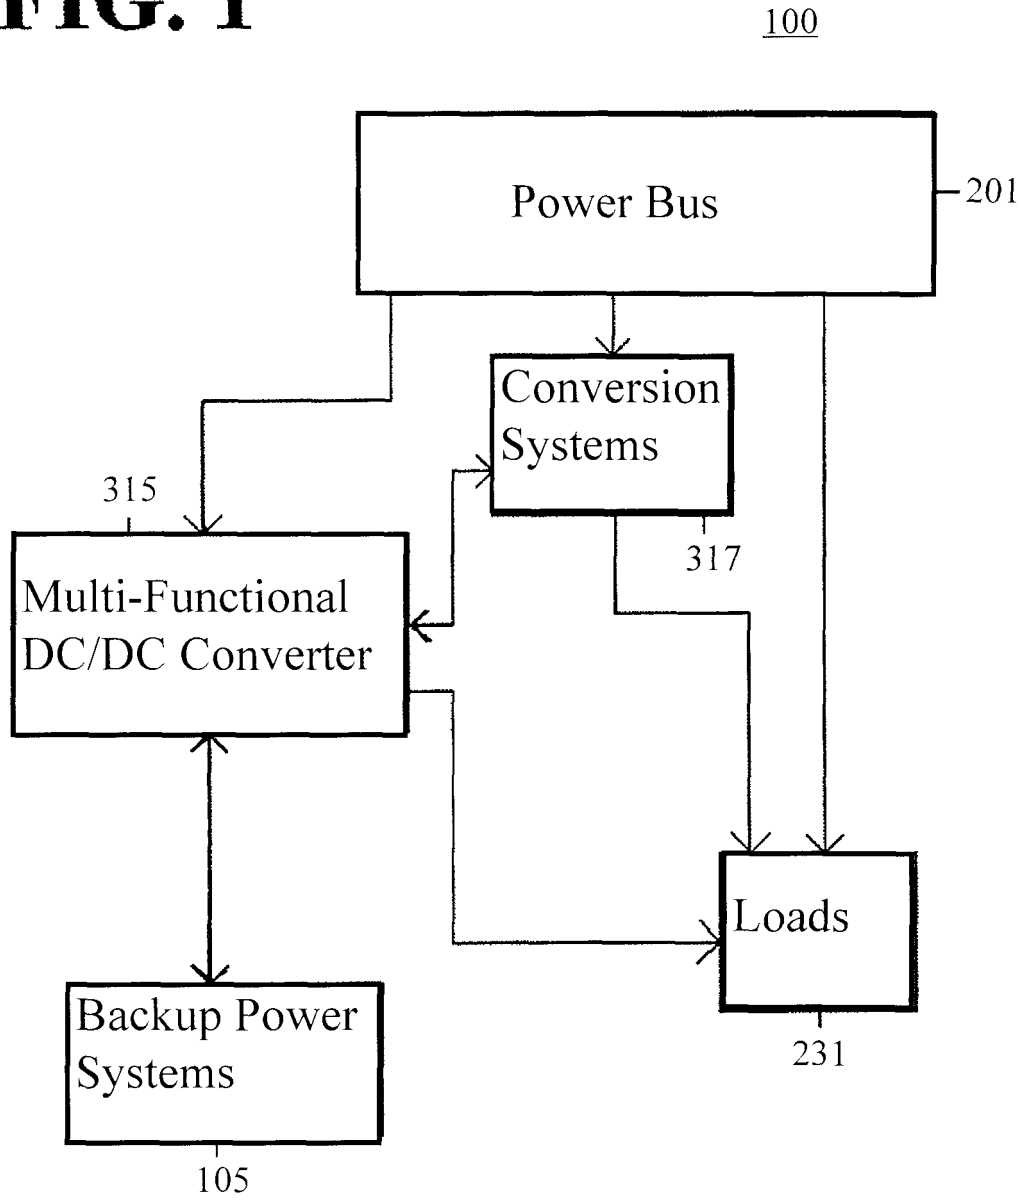 FIG. 1
100
Power Bus
201
Conversion
Systems
315
317
Multi-Functional
DC/DC Converter
Loads
Backup Power
Systems
231
105